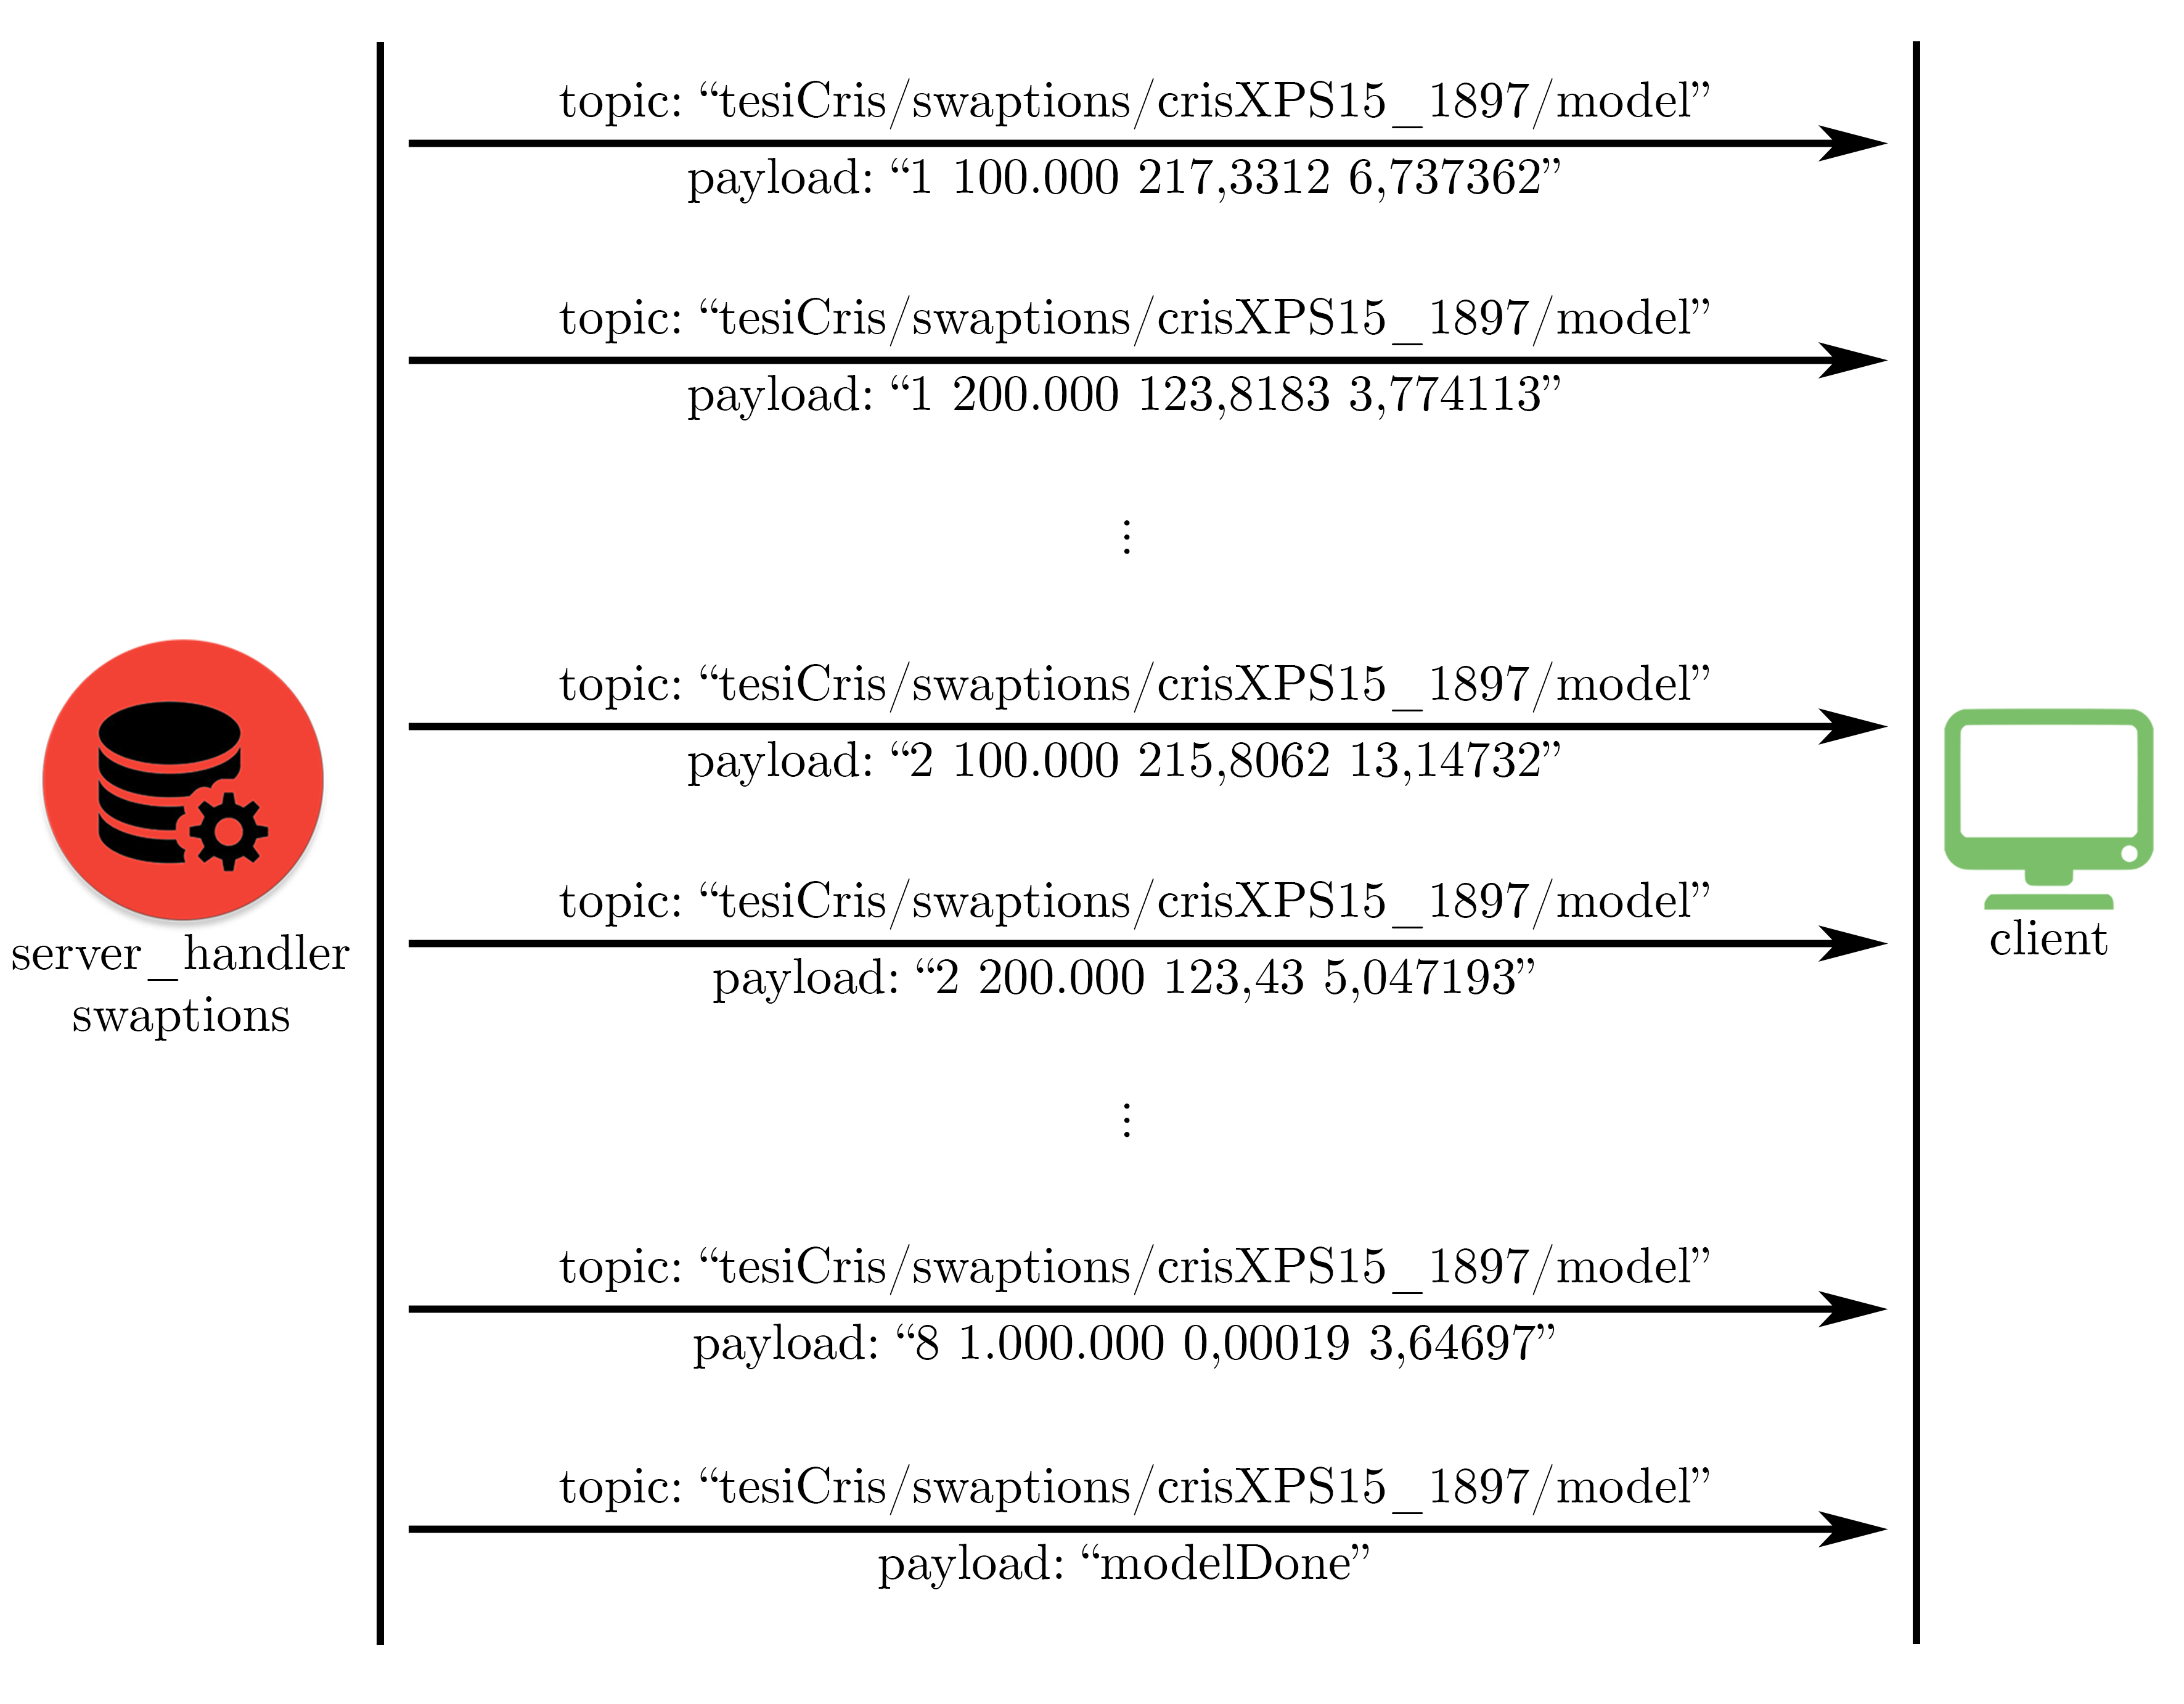 topic: “tesiCris/swaptions/crisXPS15_1897/model”
payload: “1 100.000 217,3312 6,737362”
topic: “tesiCris/swaptions/crisXPS15_1897/model”
payload: “1 200.000 123,8183 3,774113”
⋮
topic: “tesiCris/swaptions/crisXPS15_1897/model”
payload: “2 100.000 215,8062 13,14732”
topic: “tesiCris/swaptions/crisXPS15_1897/model”
payload: “2 200.000 123,43 5,047193”
server_handler
swaptions
client
⋮
topic: “tesiCris/swaptions/crisXPS15_1897/model”
payload: “8 1.000.000 0,00019 3,64697”
topic: “tesiCris/swaptions/crisXPS15_1897/model”
payload: “modelDone”